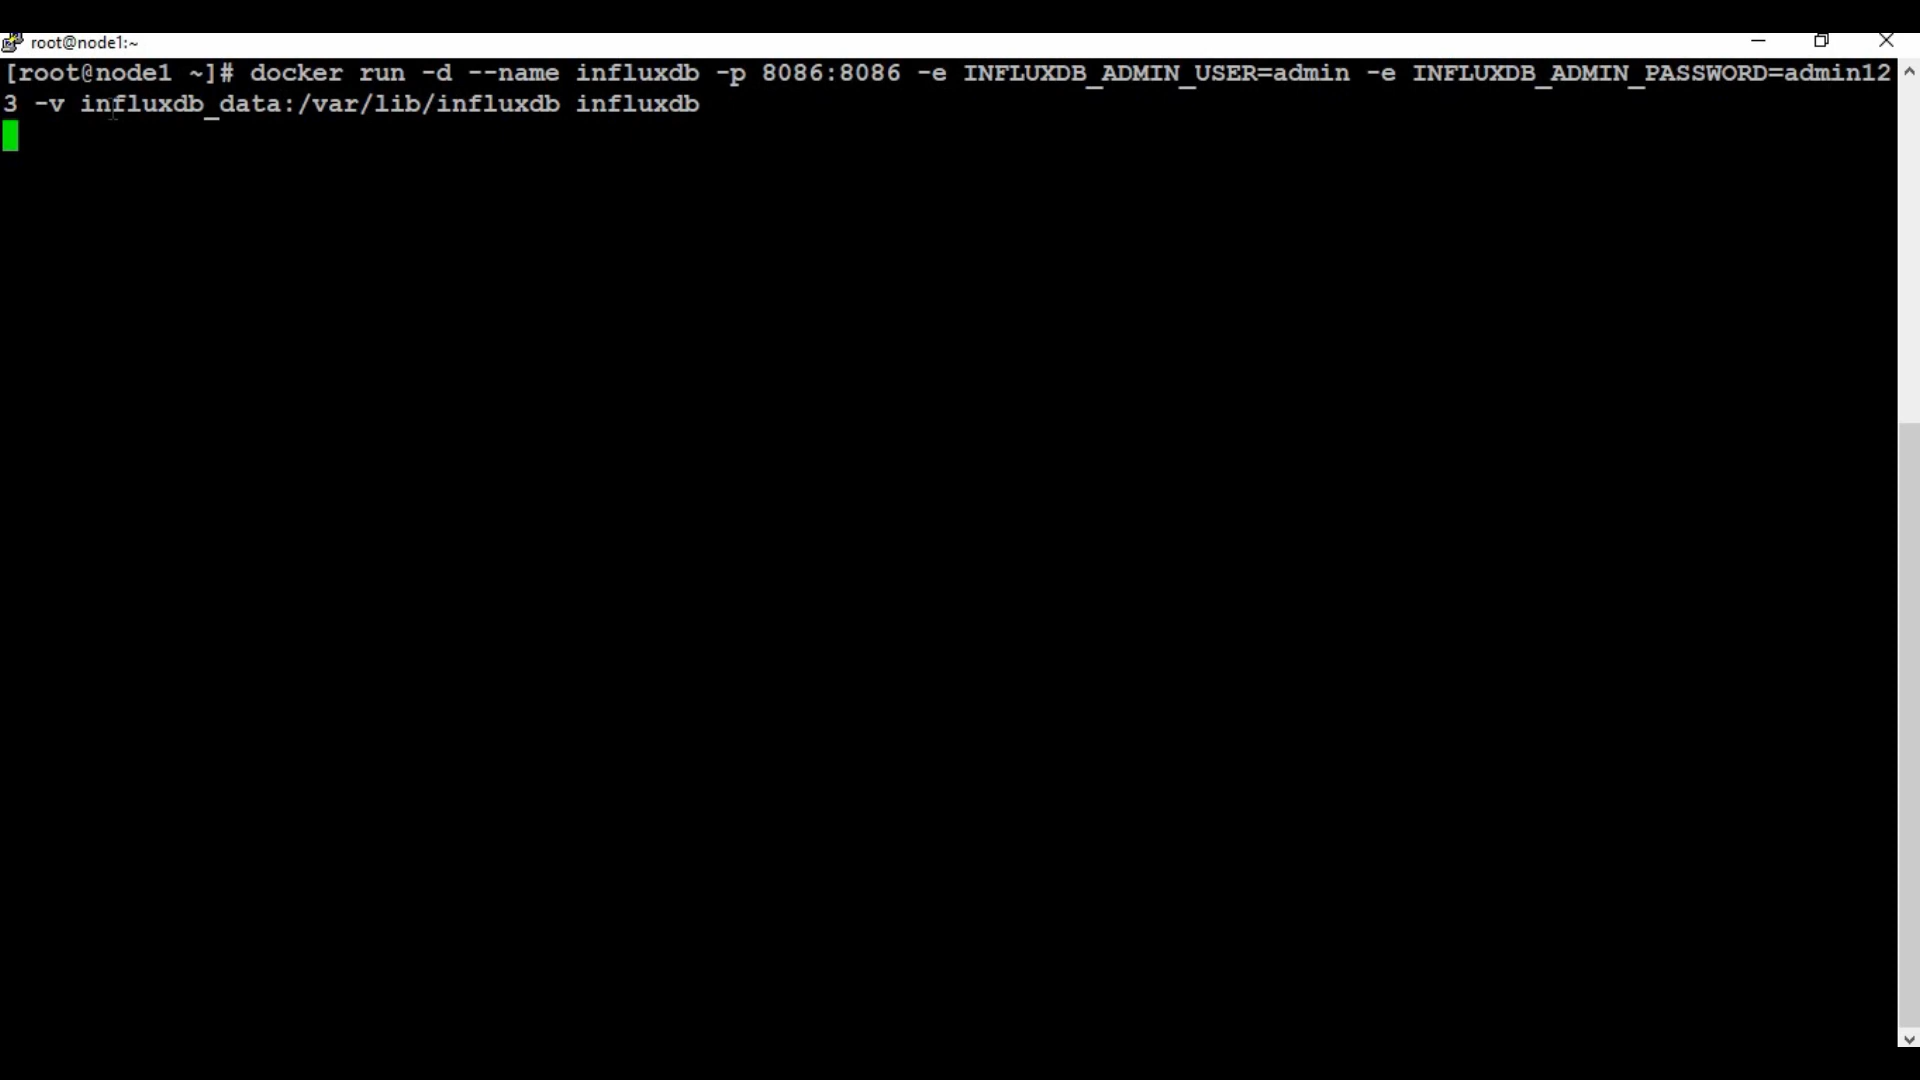 root@node1:~
[root@node1 ~]# docker run -d --name influxdb -p 8086:8086 -e INFLUXDB_ADMIN_USER=admin -e INFLUXDB_ADMIN_PASSWORD=admin12
3 -v influxdb_data:/var/lib/influxdb influxdb